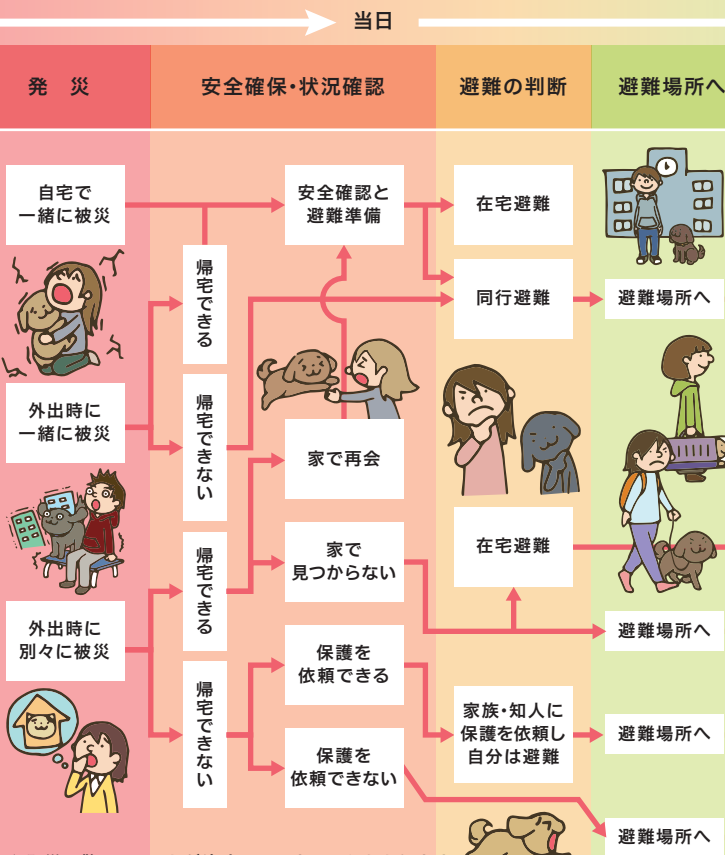 当日
発 災
安全確保・状況確認
避難の判断
避難場所へ
自宅で
一緒に被災
安全確認と
避難準備
在宅避難
帰宅できる
同行避難
避難場所へ
外出時に
一緒に被災
帰宅できない
家で再会
帰宅できる
家で
見つからない
在宅避難
外出時に
別々に被災
避難場所へ
帰宅できない
保護を
依頼できる
家族・知人に
保護を依頼し
自分は避難
避難場所へ
保護を
依頼できない
避難場所へ